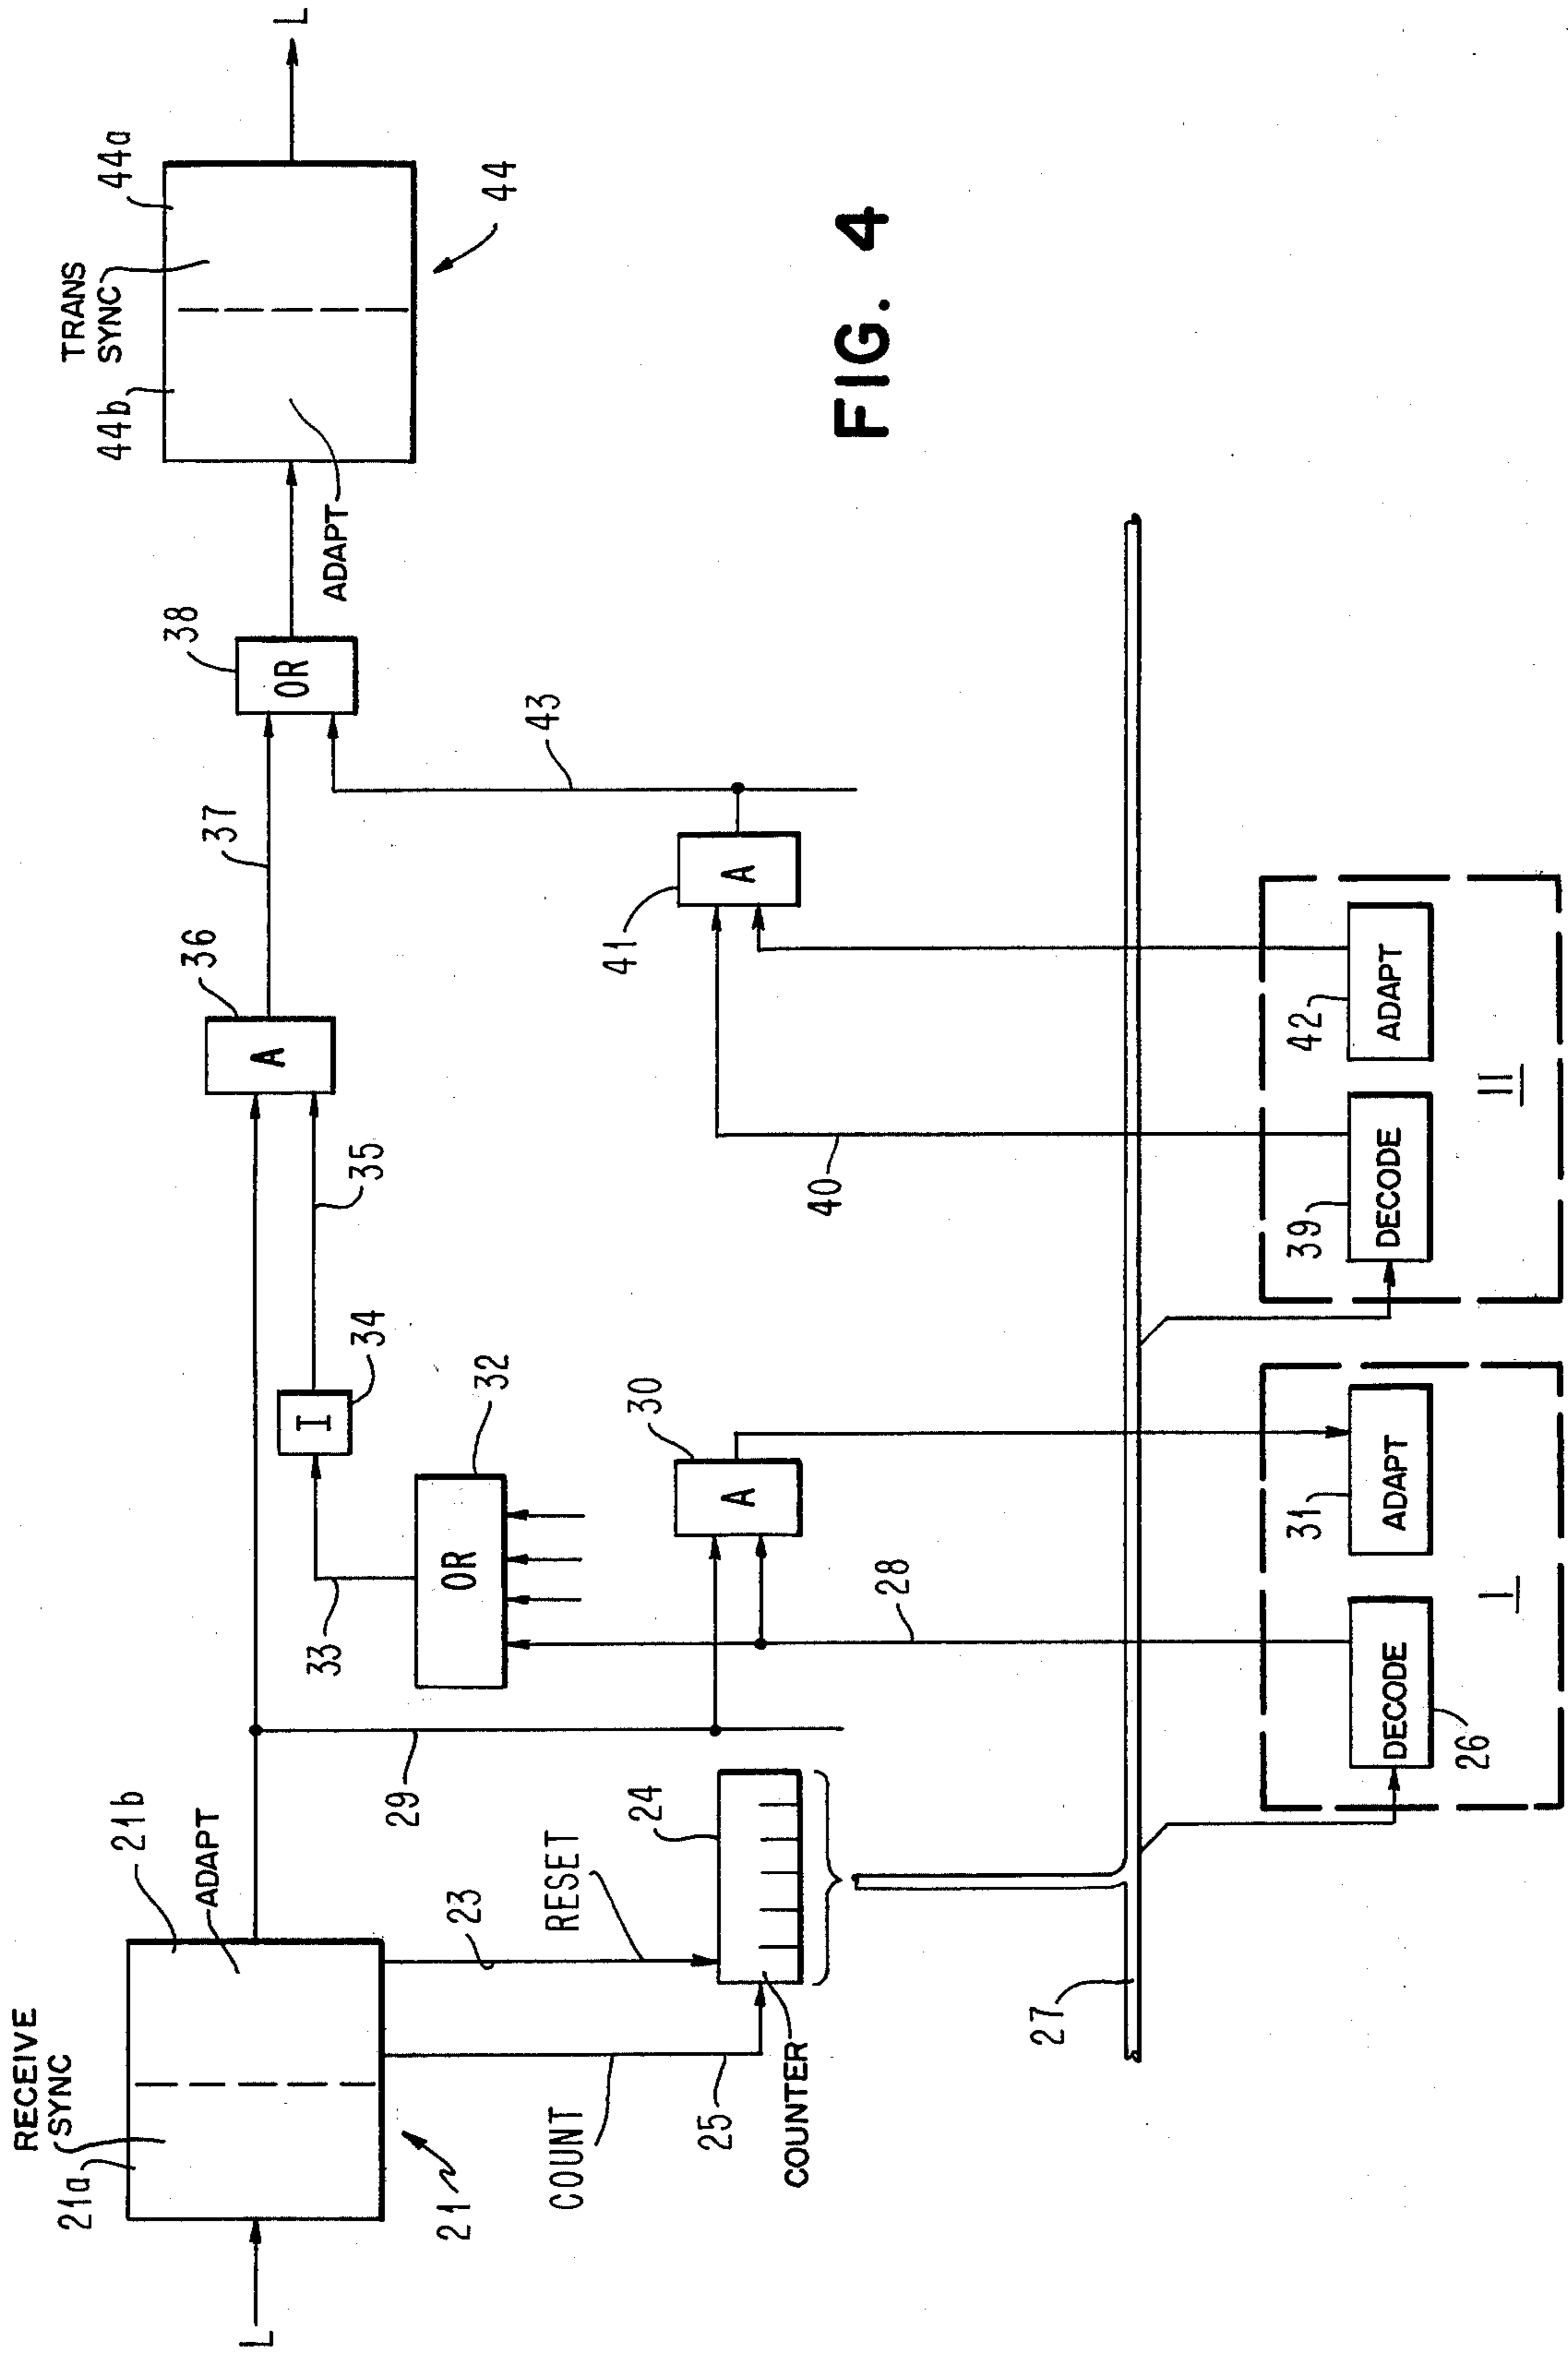 RECEIVE
SYNC
21a
21b
ADAPT
L
21
23
RESET
COUNT
25
24
COUNTER
29
33
OR
32
I
34
35
A
36
37
OR
38
TRANS
SYNC
44b
44a
ADAPT
44
L
A
30
28
A
41
43
40
27
DECODE
26
31
ADAPT
I
39
DECODE
42
ADAPT
II
FIG. 4